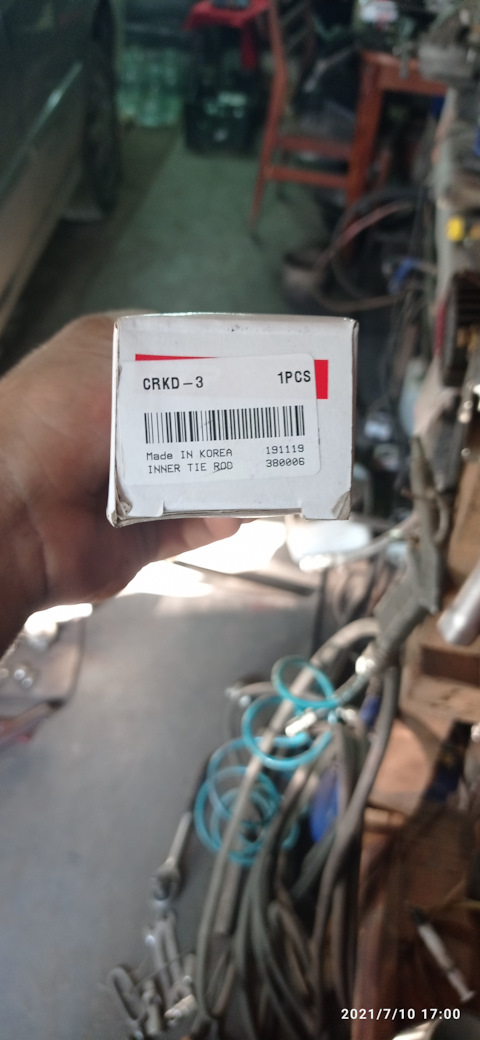 CRKD-3 1PCS
Made IN KOREA 191119
INNER TIE ROD 380006
2021/7/10 17:00